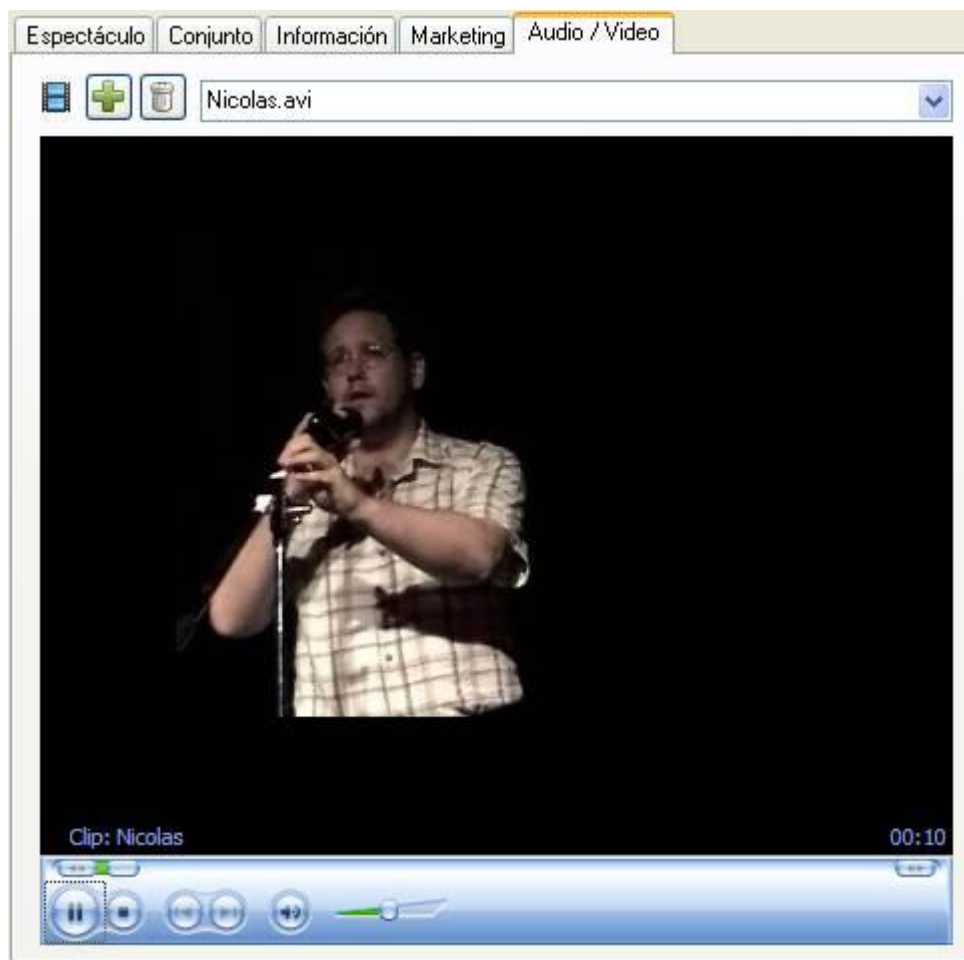 Espectáculo Conjunto Información Marketing Audio / Video
Nicolas.avi
Clip: Nicolas 00:10